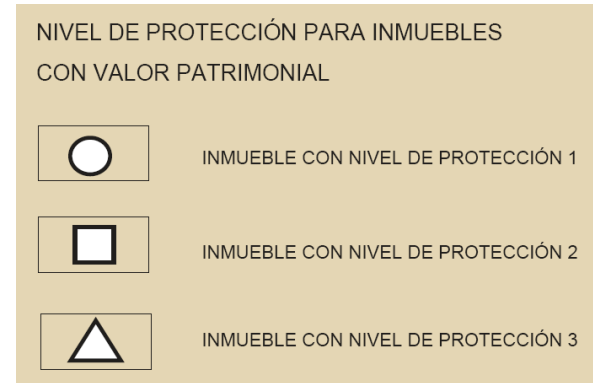 NIVEL DE PROTECCIÓN PARA INMUEBLES
CON VALOR PATRIMONIAL
INMUEBLE CON NIVEL DE PROTECCIÓN 1
INMUEBLE CON NIVEL DE PROTECCIÓN 2
INMUEBLE CON NIVEL DE PROTECCIÓN 3